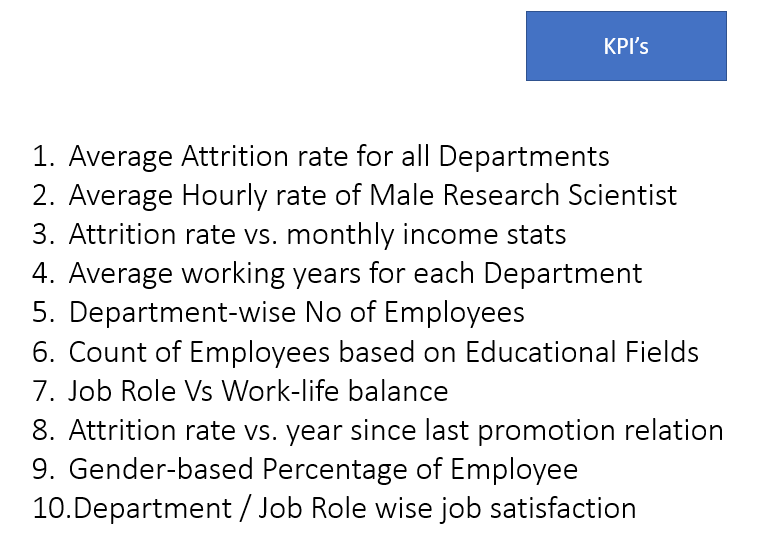 KPI's
1. Average Attrition rate for all Departments
2. Average Hourly rate of Male Research Scientist
3. Attrition rate vs. monthly income stats
4. Average working years for each Department
5. Department-wise No of Employees
6. Count of Employees based on Educational Fields
7. Job Role Vs Work-life balance
8. Attrition rate vs. year since last promotion relation
9. Gender-based Percentage of Employee
10.Department / Job Role wise job satisfaction